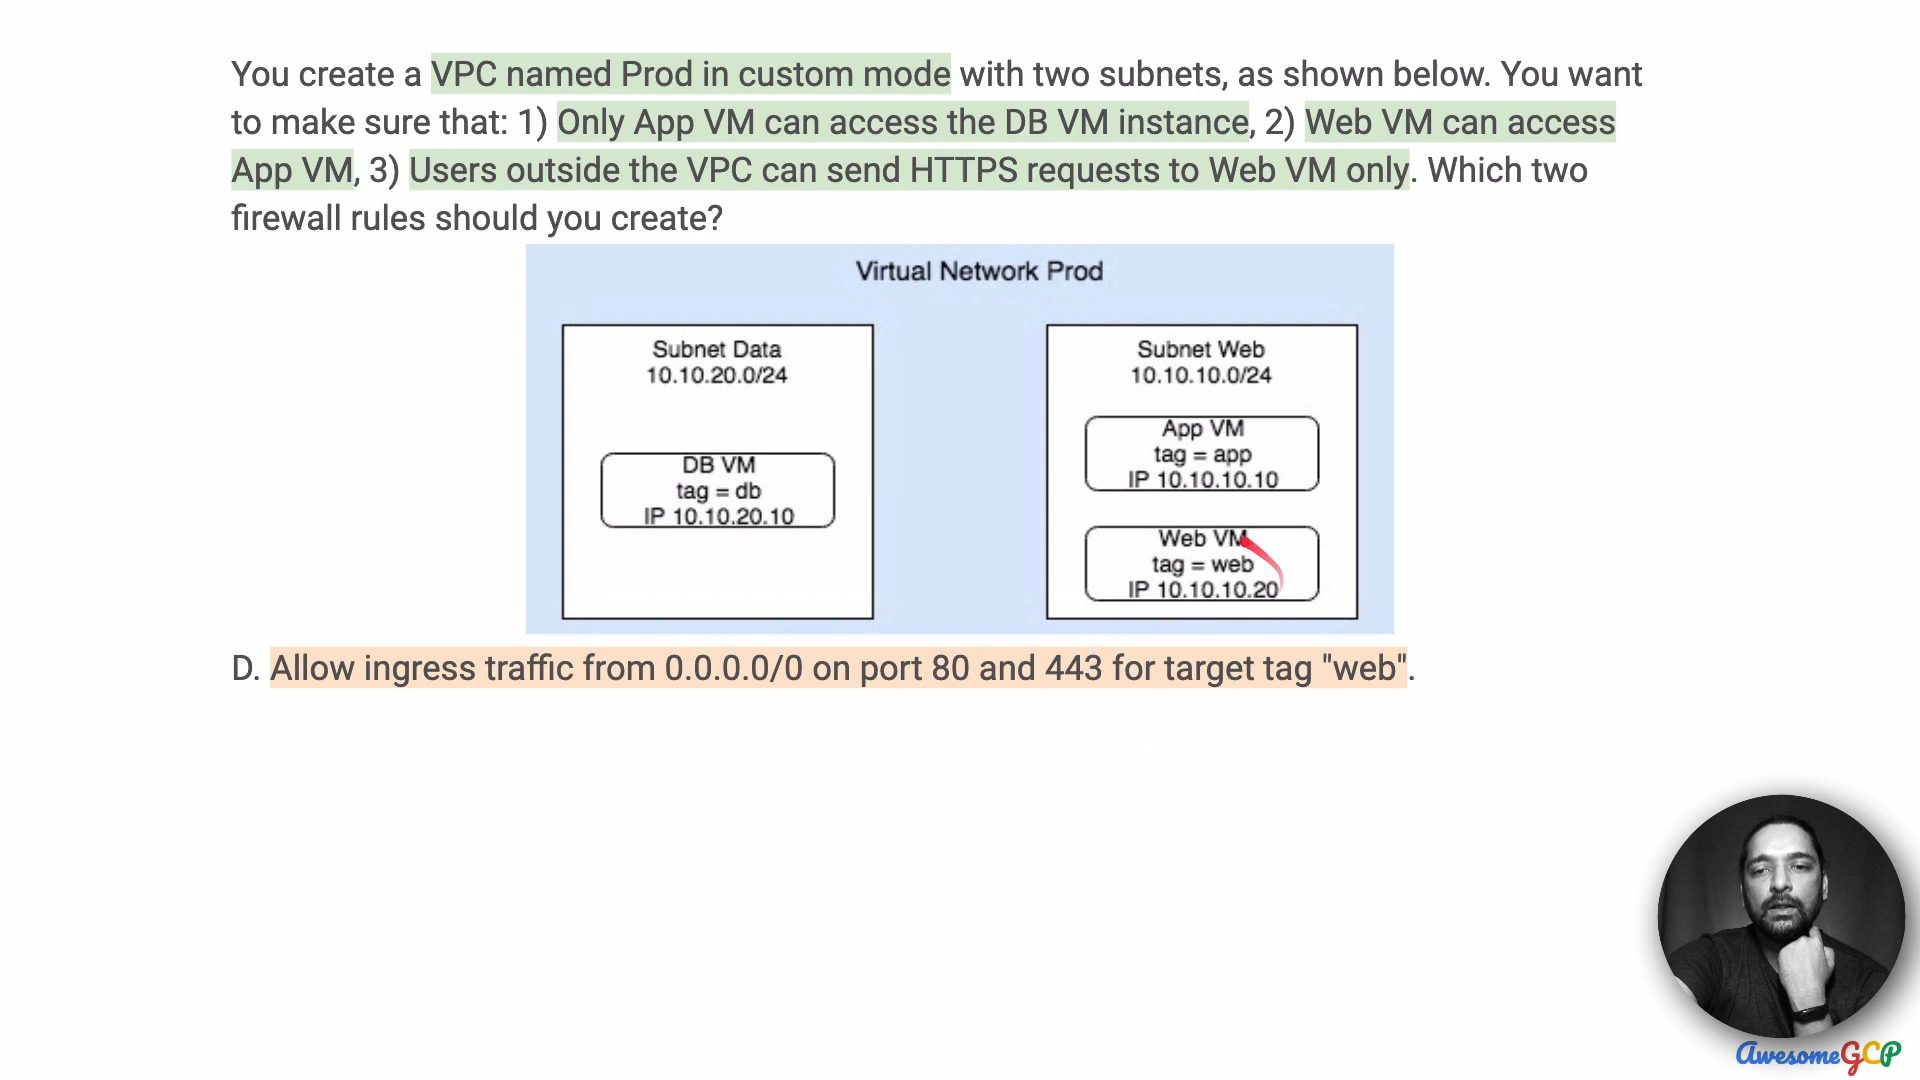 You create a VPC named Prod in custom mode with two subnets, as shown below. You want
to make sure that: 1) Only App VM can access the DB VM instance, 2) Web VM can access
App VM, 3) Users outside the VPC can send HTTPS requests to Web VM only. Which two
firewall rules should you create?
Virtual Network Prod
Subnet Data
10.10.20.0/24
DB VM
tag = db
IP 10.10.20.10
Subnet Web
10.10.10.0/24
App VM
tag = app
IP 10.10.10.10
Web VM
tag = web
IP 10.10.10.20
D. Allow ingress traffic from 0.0.0.0/0 on port 80 and 443 for target tag "web".
AwesomeGCP